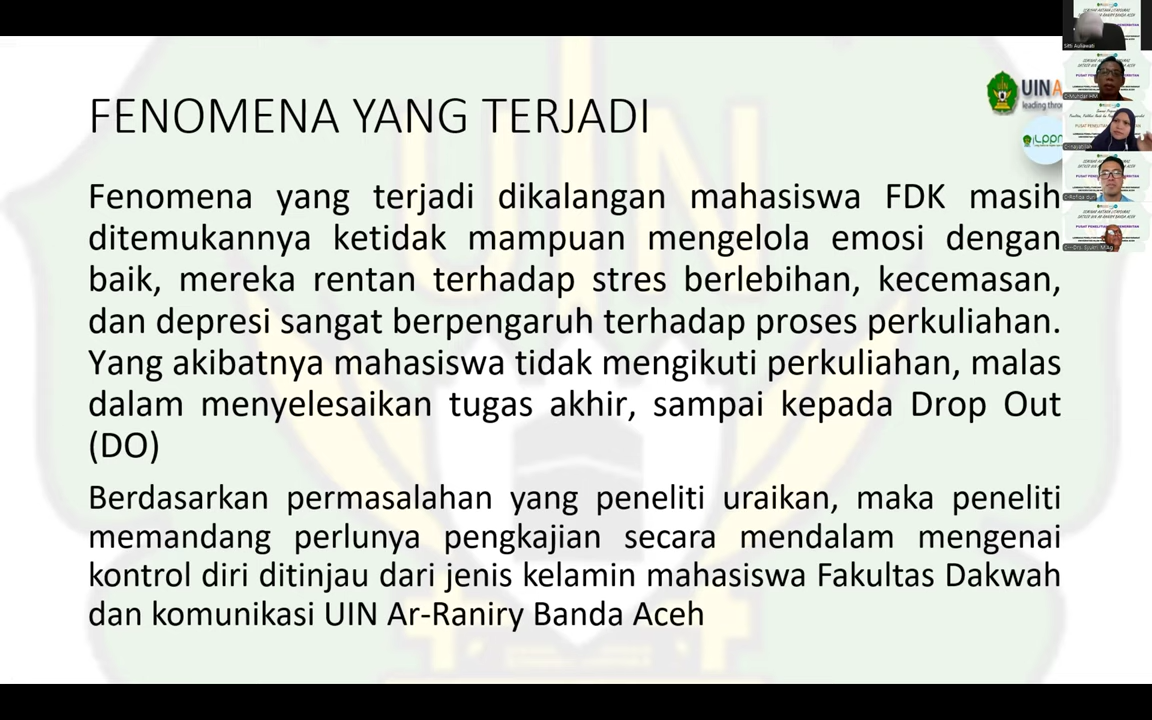 FENOMENA YANG TERJADI
UIN
leading thro
Fenomena yang terjadi dikalangan mahasiswa FDK masih
ditemukannya ketidak mampuan mengelola emosi dengan
baik, mereka rentan terhadap stres berlebihan, kecemasan,
dan depresi sangat berpengaruh terhadap proses perkuliahan.
Yang akibatnya mahasiswa tidak mengikuti perkuliahan, malas
dalam menyelesaikan tugas akhir, sampai kepada Drop Out
(DO)
Berdasarkan permasalahan yang peneliti uraikan, maka peneliti
memandang perlunya pengkajian secara mendalam mengenai
kontrol diri ditinjau dari jenis kelamin mahasiswa Fakultas Dakwah
dan komunikasi UIN Ar-Raniry Banda Aceh